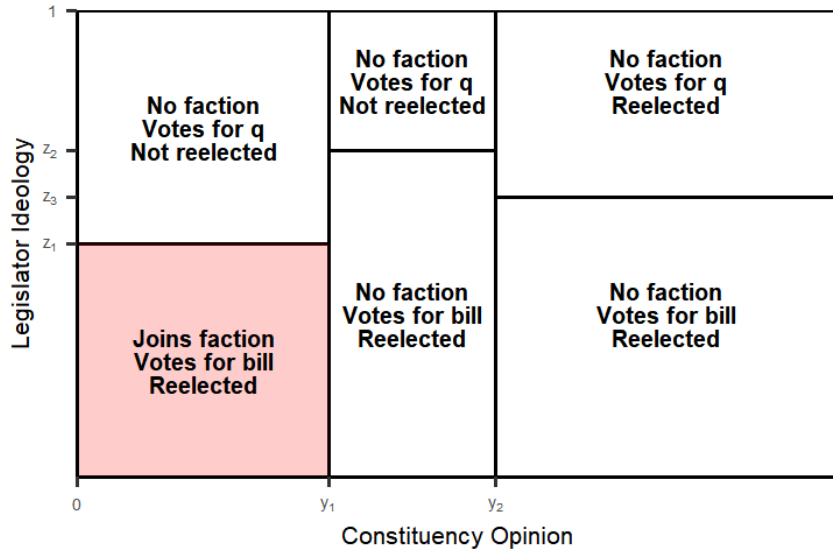 1
No faction
Votes for q
Not reelected
No faction
Votes for q
Not reelected
No faction
Votes for q
Reelected
z₂
z₃
z₁
Legislator Ideology
Joins faction
Votes for bill
Reelected
No faction
Votes for bill
Reelected
No faction
Votes for bill
Reelected
0
y₁
y₂
Constituency Opinion